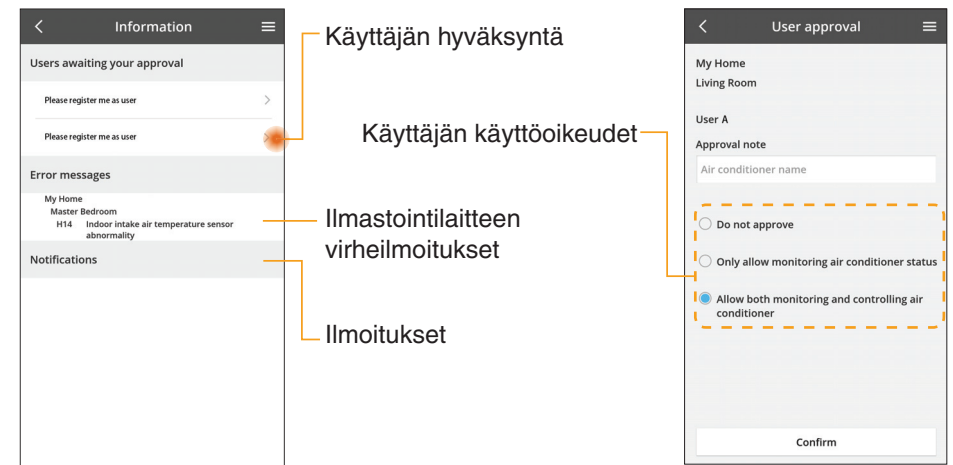 Information
Users awaiting your approval
Please register me as user
Please register me as user
Error messages
My Home
Master Bedroom
H14 Indoor intake air temperature sensor
abnormality
Notifications
Käyttäjän hyväksyntä
Käyttäjän käyttöoikeudet
Ilmastointilaitteen
virheilmoitukset
Ilmoitukset
User approval
My Home
Living Room
User A
Approval note
Air conditioner name
Do not approve
Only allow monitoring air conditioner status
Allow both monitoring and controlling air
conditioner
Confirm